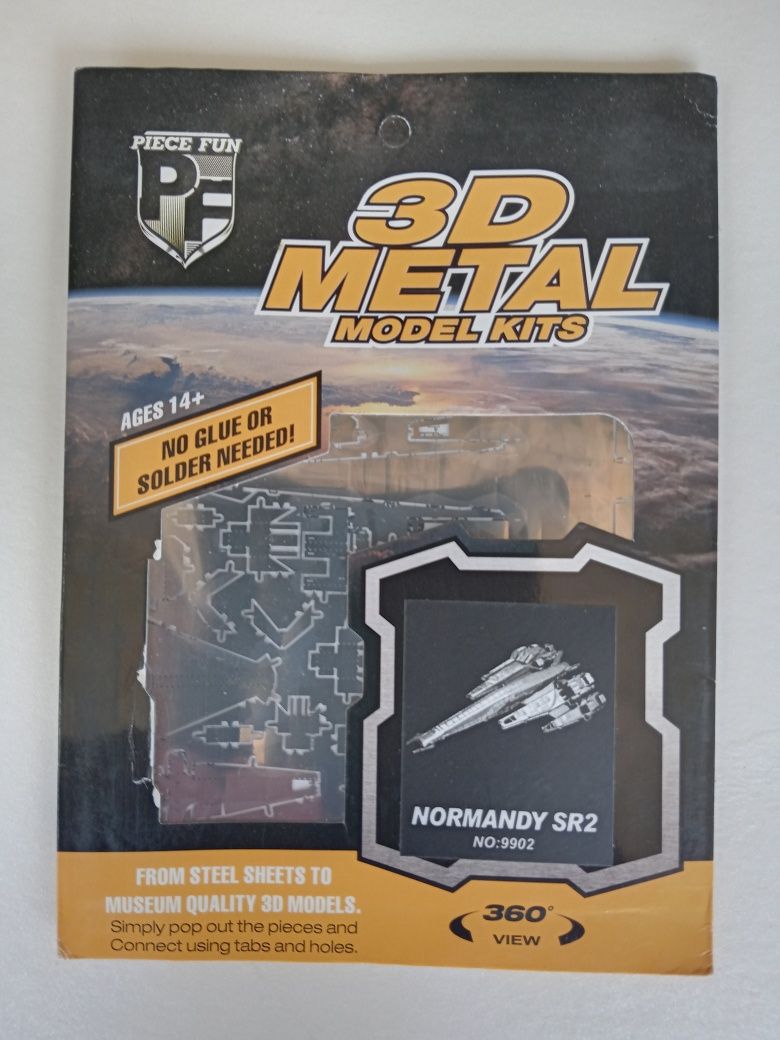 PIECE FUN
PF
3D
METAL
MODEL KITS
AGES 14+
NO GLUE OR
SOLDER NEEDED!
NORMANDY SR2
NO:9902
FROM STEEL SHEETS TO
MUSEUM QUALITY 3D MODELS.
Simply pop out the pieces and
Connect using tabs and holes.
360°
VIEW